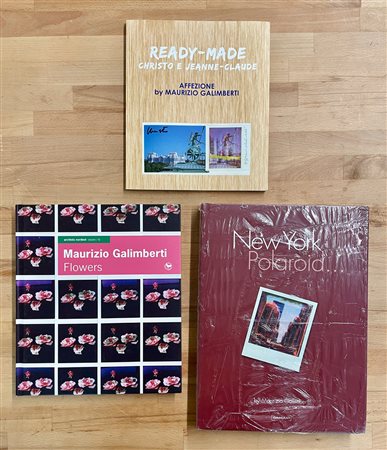 READY-MADE
CHRISTO E JEANNE-CLAUDE
AFFEZIONE
by MAURIZIO GALIMBERTI
Maurizio Galimberti
Flowers
New York
Polaroid